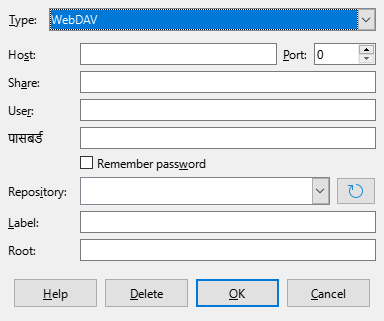 Type: WebDAV
Host: Port: 0
Share:
User:
पासबर्ड
Remember password
Repository:
Label:
Root:
Help Delete OK Cancel